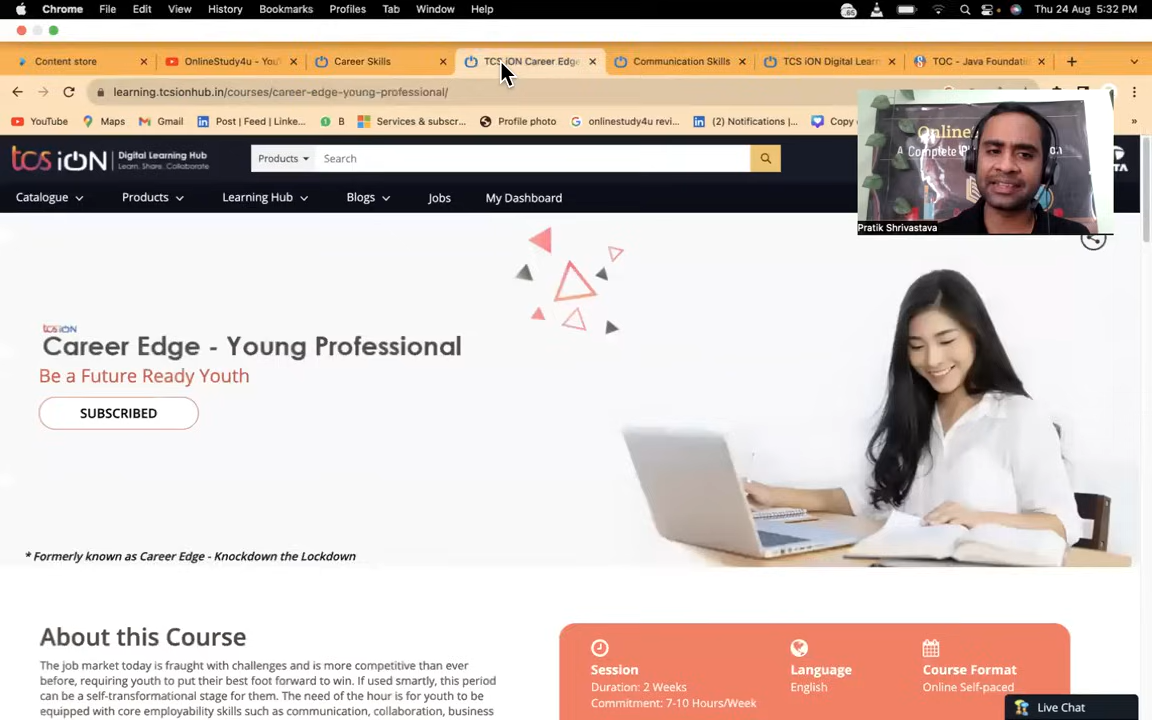 Chrome File Edit View History Bookmarks Profiles Tab Window Help Thu 24 Aug 5:32 PM
Content store OnlineStudy4u - You Career Skills TCS iON Career Edge Communication Skills TCS iON Digital Learn TOC - Java Foundati
learning.tcsionhub.in/courses/career-edge-young-professional/
YouTube Maps Gmail Post | Feed | Linke... B Services & subscr... Profile photo onlinestudy4u revi... (2) Notifications |... Copy
Online
A Complete
Pratik Shrivastava
tcs iON Digital Learning Hub
Learn. Share. Collaborate
Products Search
TATA
Catalogue Products Learning Hub Blogs Jobs My Dashboard
tcs iON
Career Edge - Young Professional
Be a Future Ready Youth
SUBSCRIBED
* Formerly known as Career Edge - Knockdown the Lockdown
About this Course
The job market today is fraught with challenges and is more competitive than ever
before, requiring youth to put their best foot forward to win. If used smartly, this period
can be a self-transformational stage for them. The need of the hour is for youth to be
equipped with core employability skills such as communication, collaboration, business
Session
Duration: 2 Weeks
Commitment: 7-10 Hours/Week
Language
English
Course Format
Online Self-paced
Live Chat